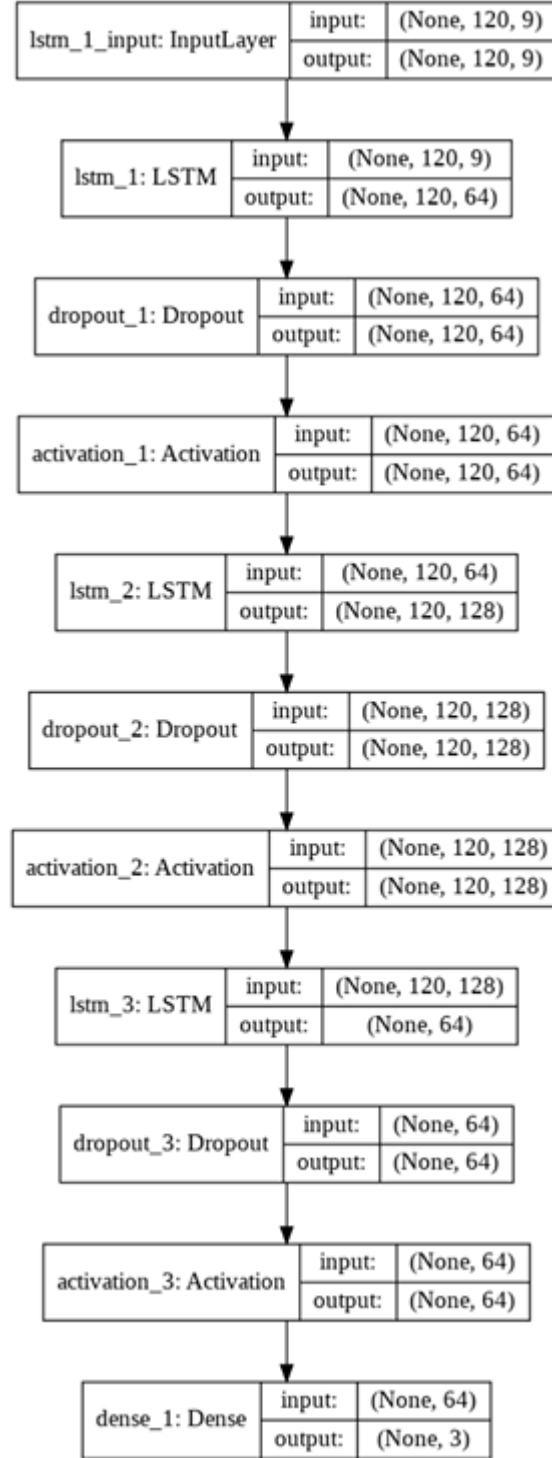 lstm_1_input: InputLayer input: (None, 120, 9)
output: (None, 120, 9)
lstm_1: LSTM input: (None, 120, 9)
output: (None, 120, 64)
dropout_1: Dropout input: (None, 120, 64)
output: (None, 120, 64)
activation_1: Activation input: (None, 120, 64)
output: (None, 120, 64)
lstm_2: LSTM input: (None, 120, 64)
output: (None, 120, 128)
dropout_2: Dropout input: (None, 120, 128)
output: (None, 120, 128)
activation_2: Activation input: (None, 120, 128)
output: (None, 120, 128)
lstm_3: LSTM input: (None, 120, 128)
output: (None, 64)
dropout_3: Dropout input: (None, 64)
output: (None, 64)
activation_3: Activation input: (None, 64)
output: (None, 64)
dense_1: Dense input: (None, 64)
output: (None, 3)